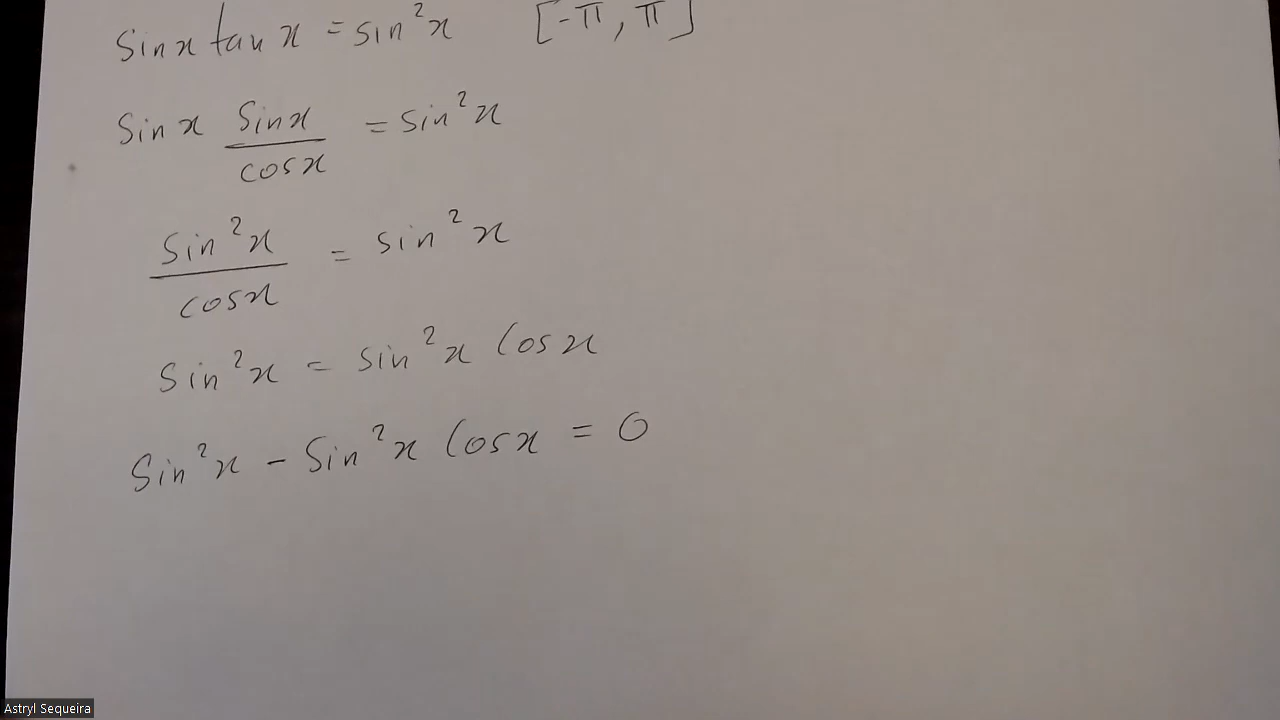 sin x tan x = sin²x [-π, π]
sin x sin x / cos x = sin²x
sin²x / cos x = sin²x
sin²x = sin²x cos x
sin²x - sin²x cos x = 0
Astryl Sequeira